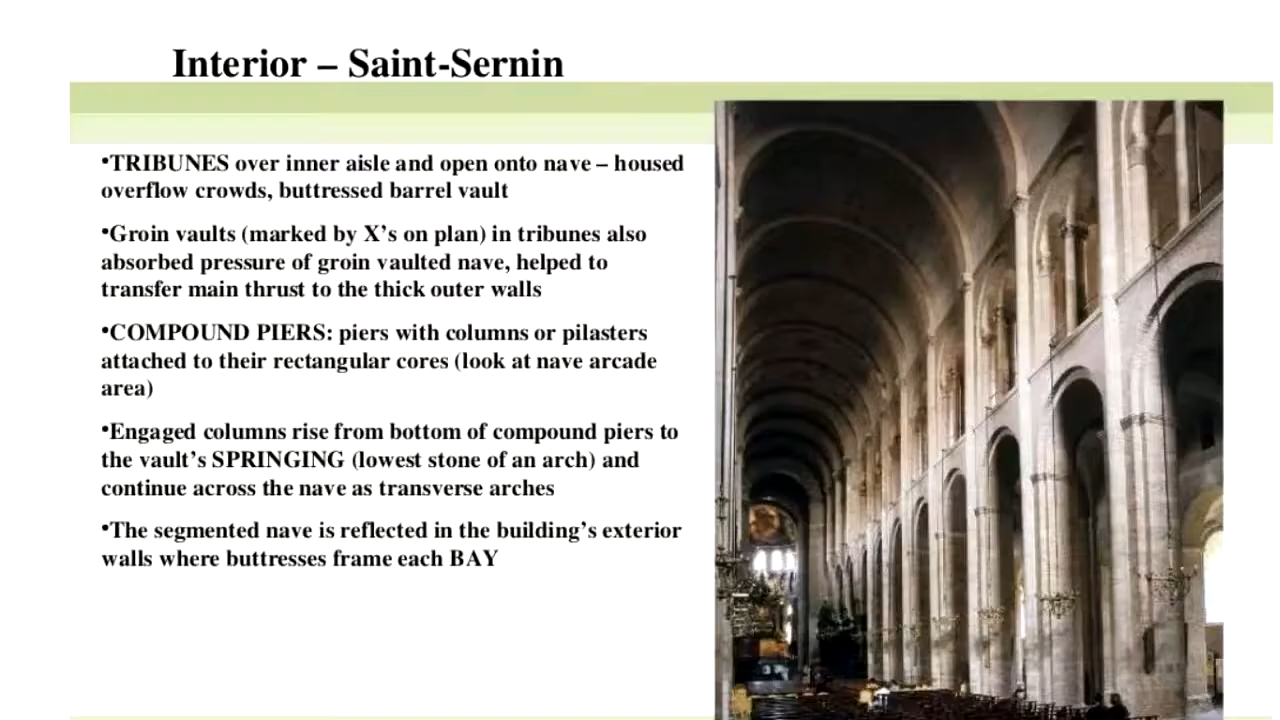 Interior – Saint-Sernin
•TRIBUNES over inner aisle and open onto nave – housed
overflow crowds, buttressed barrel vault
•Groin vaults (marked by X’s on plan) in tribunes also
absorbed pressure of groin vaulted nave, helped to
transfer main thrust to the thick outer walls
•COMPOUND PIERS: piers with columns or pilasters
attached to their rectangular cores (look at nave arcade
area)
•Engaged columns rise from bottom of compound piers to
the vault’s SPRINGING (lowest stone of an arch) and
continue across the nave as transverse arches
•The segmented nave is reflected in the building’s exterior
walls where buttresses frame each BAY